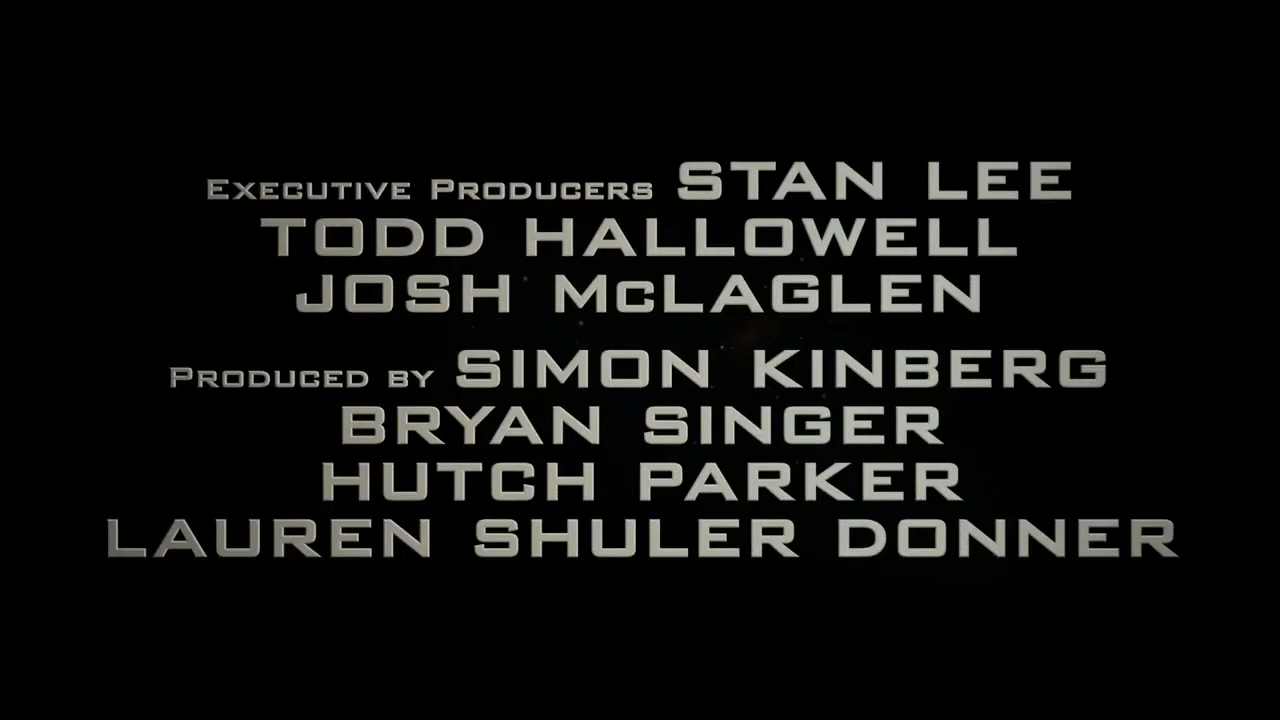 Executive Producers STAN LEE
TODD HALLOWELL
JOSH McLAGLEN
Produced by SIMON KINBERG
BRYAN SINGER
HUTCH PARKER
LAUREN SHULER DONNER